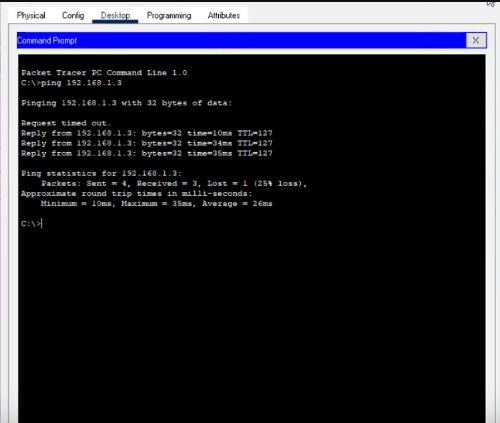 Physical Config Desktop Programming Attributes
Command Prompt X
Packet Tracer PC Command Line 1.0
C:\>ping 192.168.1.3
Pinging 192.168.1.3 with 32 bytes of data:
Request timed out.
Reply from 192.168.1.3: bytes=32 time=10ms TTL=127
Reply from 192.168.1.3: bytes=32 time=34ms TTL=127
Reply from 192.168.1.3: bytes=32 time=35ms TTL=127
Ping statistics for 192.168.1.3:
Packets: Sent = 4, Received = 3, Lost = 1 (25% loss),
Approximate round trip times in milli-seconds:
Minimum = 10ms, Maximum = 35ms, Average = 26ms
C:\>